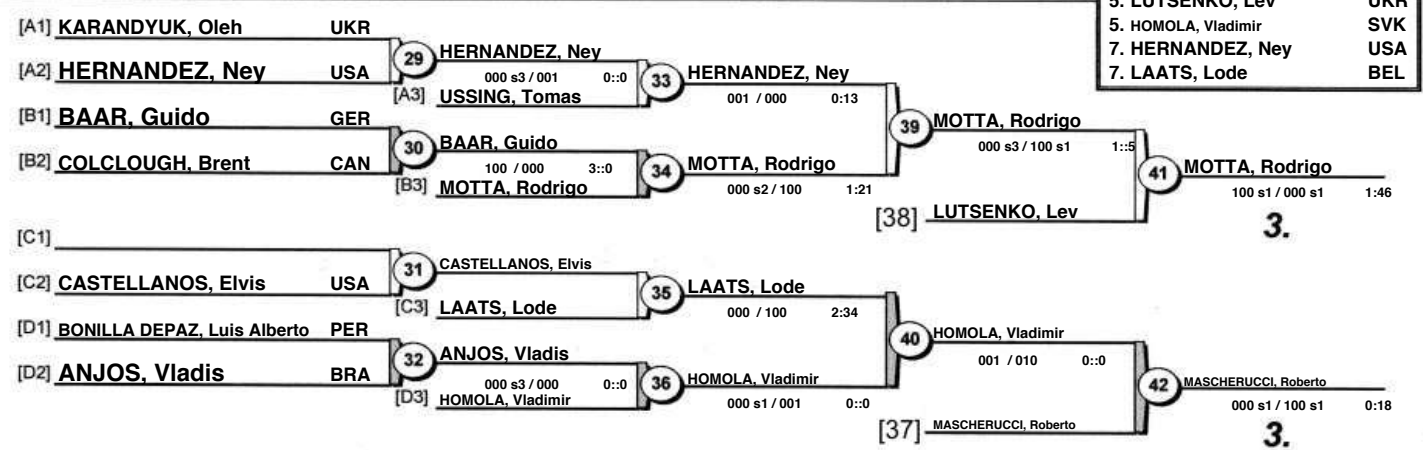 5. LUTSENKO, Lev UKR
5. HOMOLA, Vladimir SVK
7. HERNANDEZ, Ney USA
7. LAATS, Lode BEL
[A1] KARANDYUK, Oleh UKR
29 HERNANDEZ, Ney
[A2] HERNANDEZ, Ney USA
000 s3 / 001 0::0
33 HERNANDEZ, Ney
[A3] USSING, Tomas
001 / 000 0:13
[B1] BAAR, Guido GER
39 MOTTA, Rodrigo
30 BAAR, Guido
000 s3 / 100 s1 1::5
[B2] COLCLOUGH, Brent CAN
100 / 000 3::0
34 MOTTA, Rodrigo
41 MOTTA, Rodrigo
[B3] MOTTA, Rodrigo
000 s2 / 100 1:21
100 s1 / 000 s1 1:46
[38] LUTSENKO, Lev
3.
[C1]
31 CASTELLANOS, Elvis
[C2] CASTELLANOS, Elvis USA
35 LAATS, Lode
[C3] LAATS, Lode
000 / 100 2:34
[D1] BONILLA DEPAZ, Luis Alberto PER
40 HOMOLA, Vladimir
32 ANJOS, Vladis
001 / 010 0::0
[D2] ANJOS, Vladis BRA
000 s3 / 000 0::0
36 HOMOLA, Vladimir
42 MASCHERUCCI, Roberto
[D3] HOMOLA, Vladimir
000 s1 / 001 0::0
100 s1
000 s1 / 100 s1 0:18
[37] MASCHERUCCI, Roberto
3.